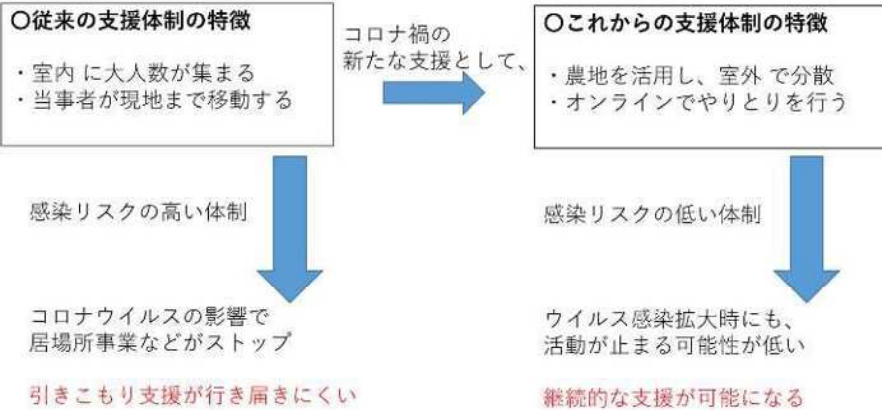 〇従来の支援体制の特徴
・室内 に大人数が集まる
・当事者が現地まで移動する
コロナ禍の
新たな支援として、
〇これからの支援体制の特徴
・農地を活用し、室外 で分散
・オンラインでやりとりを行う
感染リスクの高い体制
コロナウイルスの影響で
居場所事業などがストップ
引きこもり支援が行き届きにくい
感染リスクの低い体制
ウイルス感染拡大時にも、
活動が止まる可能性が低い
継続的な支援が可能になる